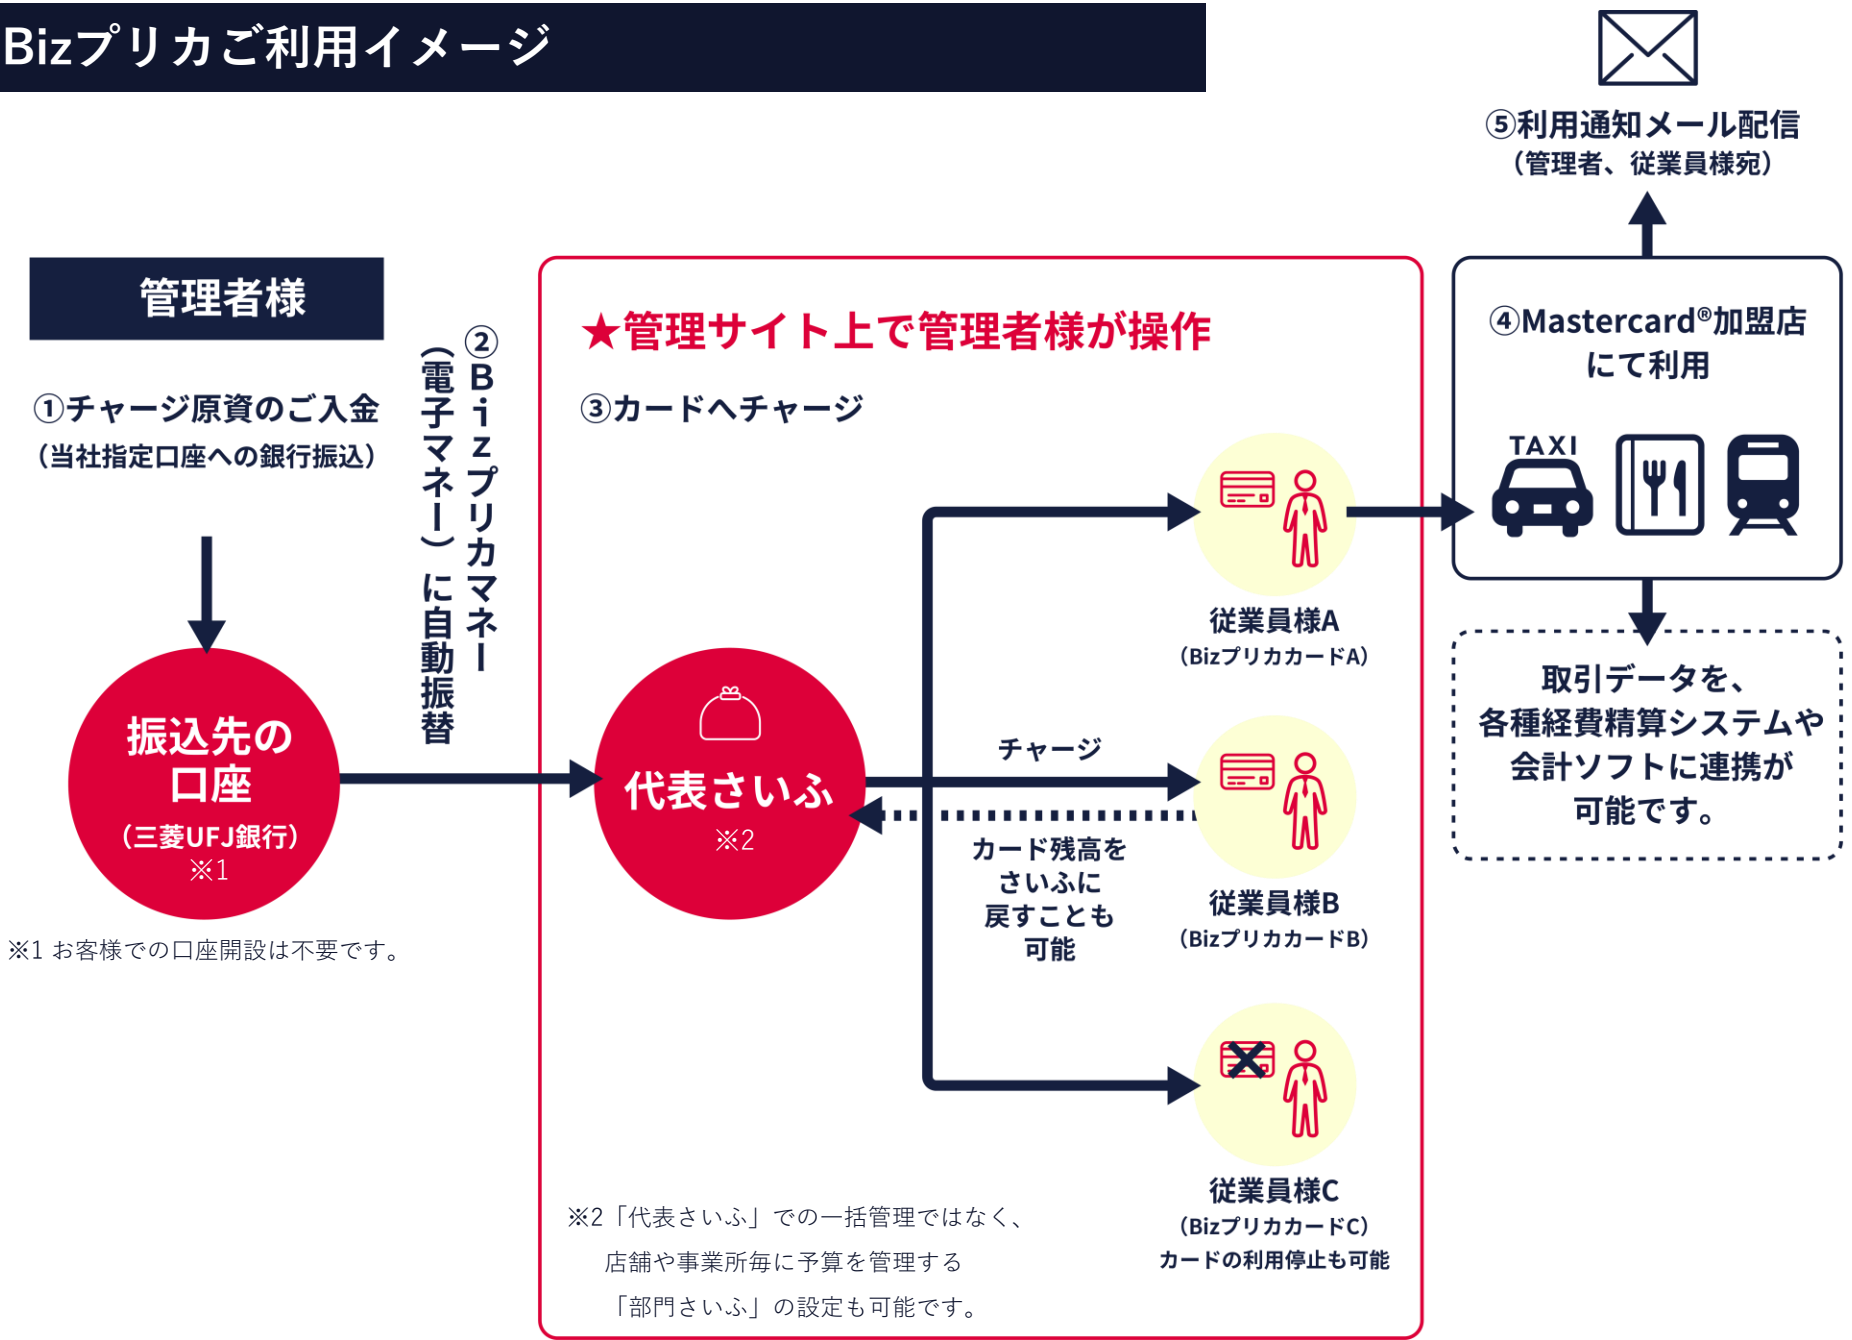 Bizプリカご利用イメージ
管理者様
①チャージ原資のご入金
（当社指定口座への銀行振込）
振込先の
口座
（三菱UFJ銀行）
※1
※1 お客様での口座開設は不要です。
②Bizプリカマネー
（電子マネー）に自動振替
★管理サイト上で管理者様が操作
③カードへチャージ
代表さいふ
※2
チャージ
カード残高を
さいふに
戻すことも
可能
従業員様A
（BizプリカカードA）
従業員様B
（BizプリカカードB）
従業員様C
（BizプリカカードC）
カードの利用停止も可能
※2「代表さいふ」での一括管理ではなく、
店舗や事業所毎に予算を管理する
「部門さいふ」の設定も可能です。
⑤利用通知メール配信
（管理者、従業員様宛）
④Mastercard®加盟店
にて利用
TAXI
取引データを、
各種経費精算システムや
会計ソフトに連携が
可能です。